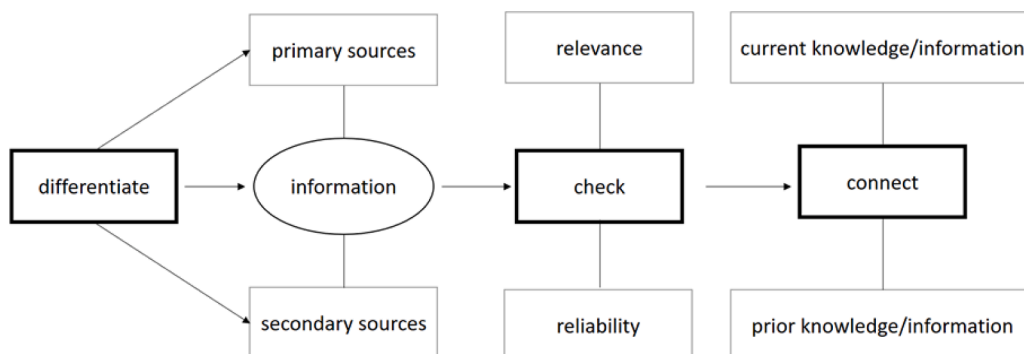 primary sources
relevance
current knowledge/information
differentiate
information
check
connect
secondary sources
reliability
prior knowledge/information